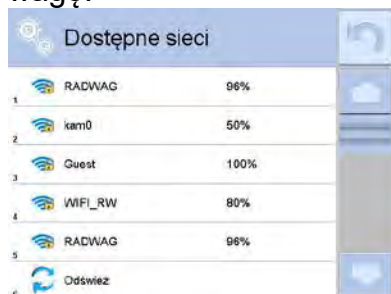 Dostępne sieci
1 RADWAG 96%
2 kam0 50%
3 Guest 100%
4 WIFI_RW 80%
5 RADWAG 96%
Odśwież